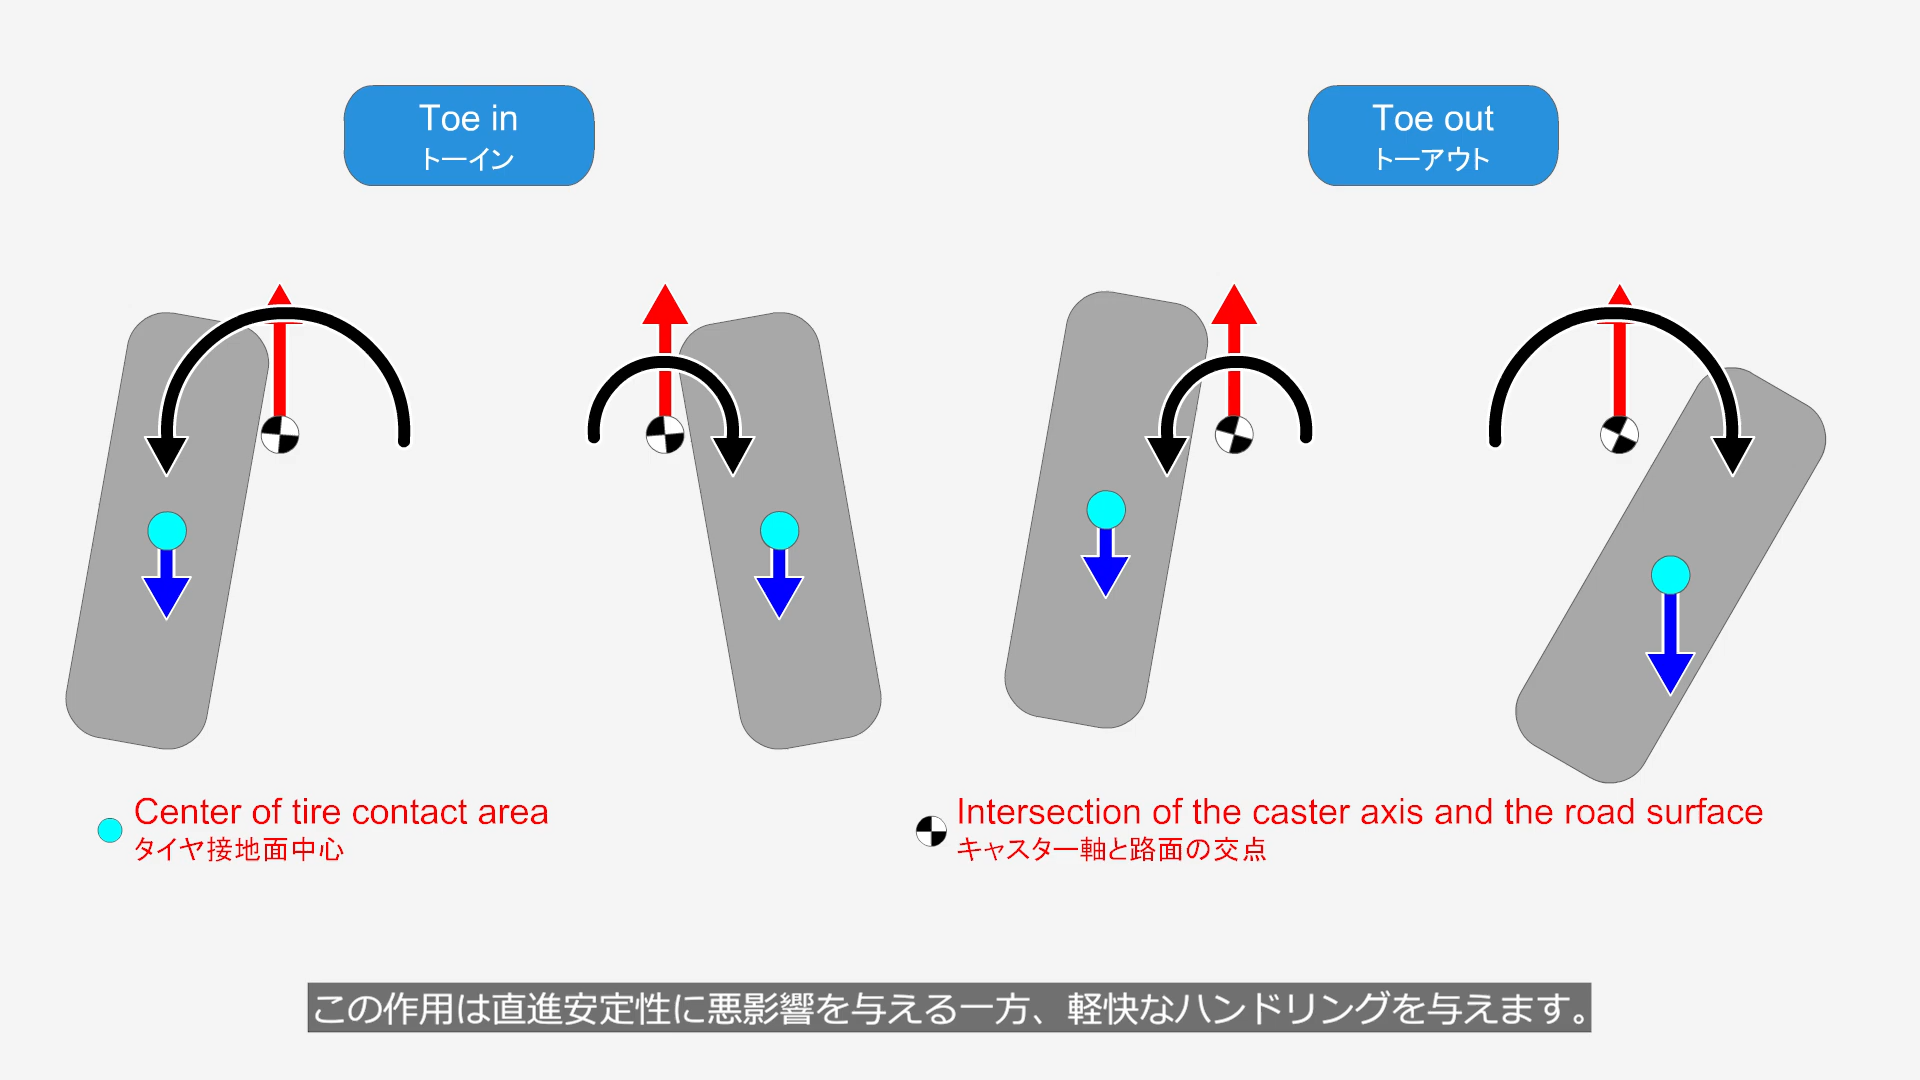 Toe in
トーイン
Toe out
トーアウト
Center of tire contact area
タイヤ接地面中心
Intersection of the caster axis and the road surface
キャスター軸と路面の交点
この作用は直進安定性に悪影響を与える一方、軽快なハンドリングを与えます。